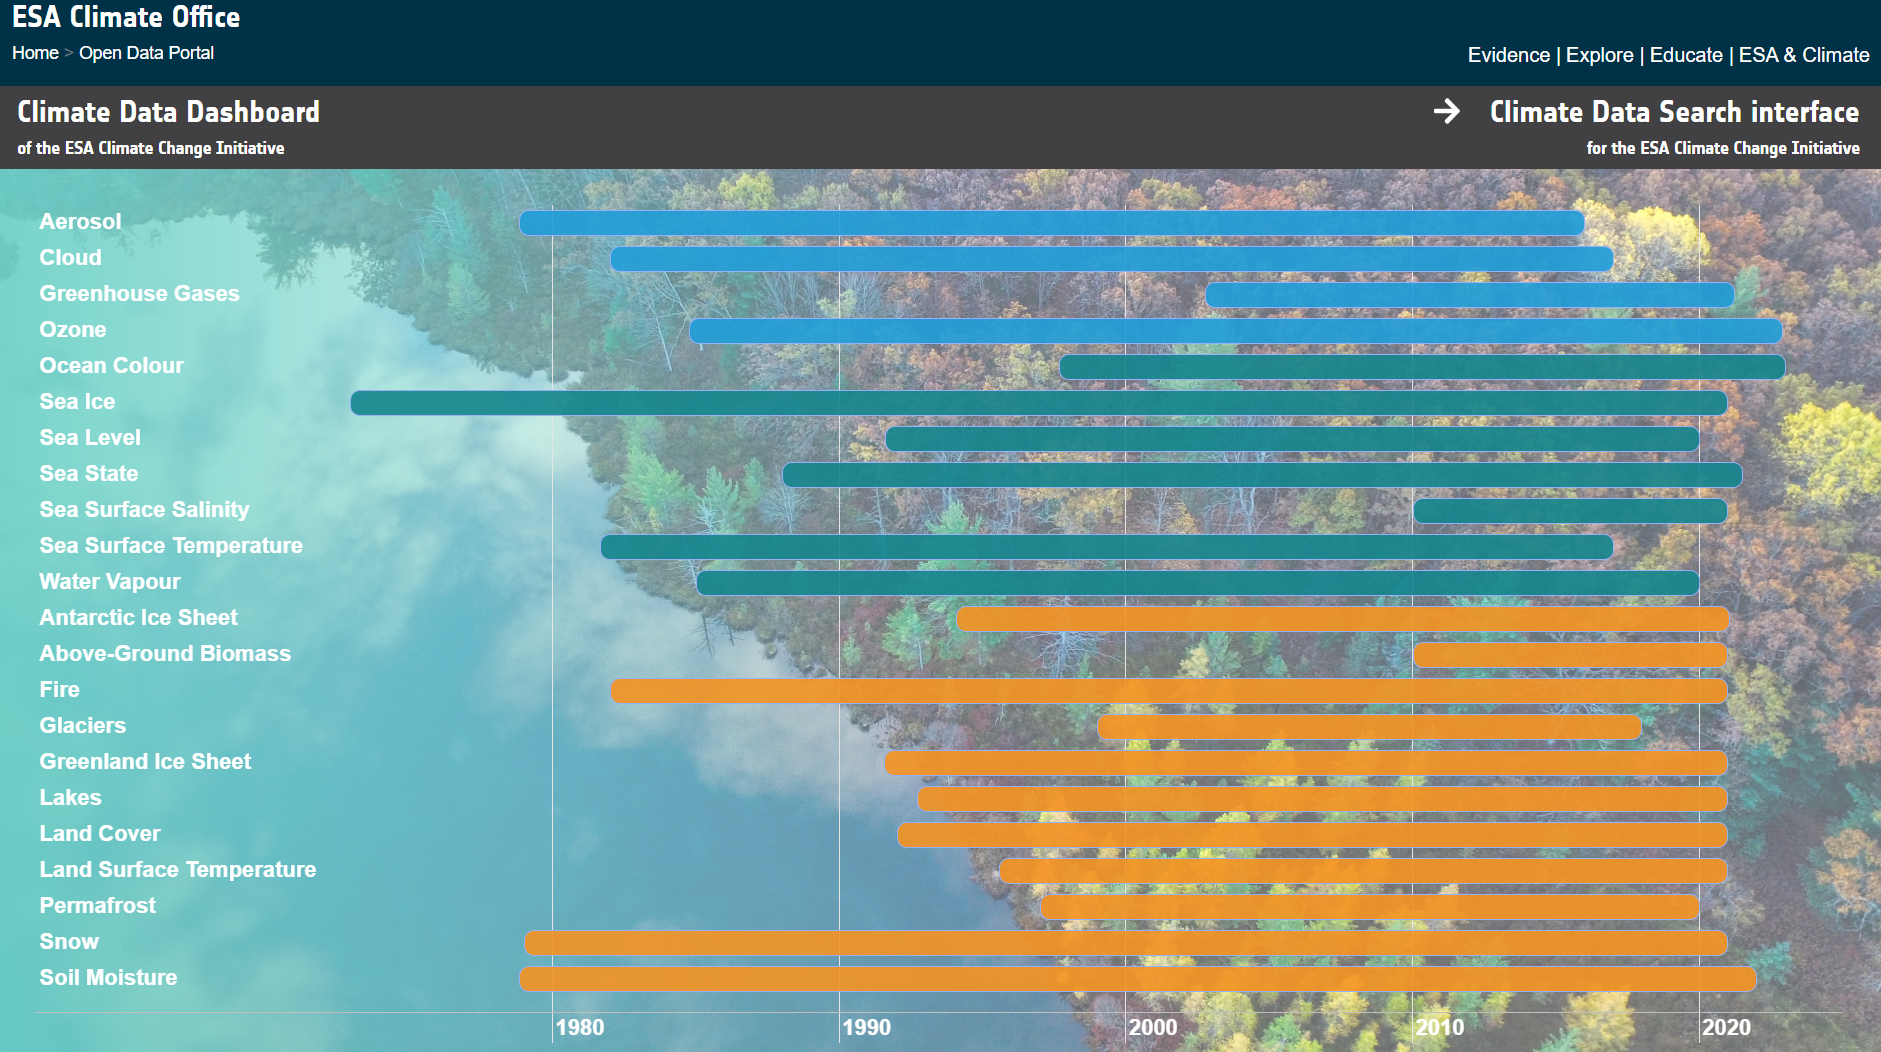 ESA Climate Office
Home > Open Data Portal
Evidence | Explore | Educate | ESA & Climate
Climate Data Dashboard
of the ESA Climate Change Initiative
→ Climate Data Search interface
for the ESA Climate Change Initiative
Aerosol
Cloud
Greenhouse Gases
Ozone
Ocean Colour
Sea Ice
Sea Level
Sea State
Sea Surface Salinity
Sea Surface Temperature
Water Vapour
Antarctic Ice Sheet
Above-Ground Biomass
Fire
Glaciers
Greenland Ice Sheet
Lakes
Land Cover
Land Surface Temperature
Permafrost
Snow
Soil Moisture
1980 1990 2000 2010 2020